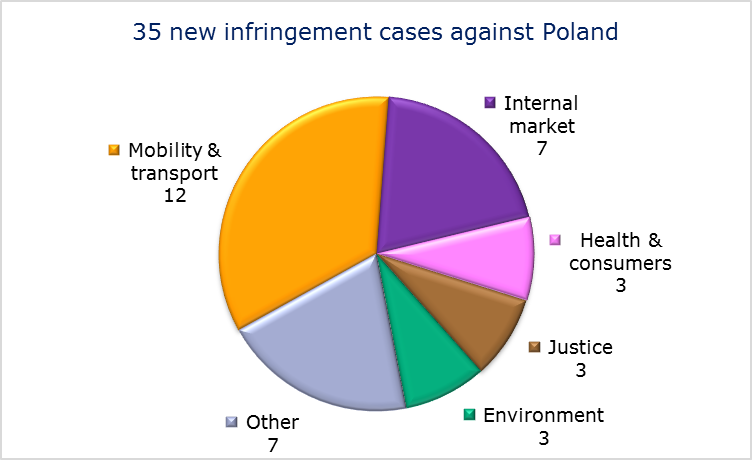 35 new infringement cases against Poland
Internal
market
7
Mobility &
transport
12
Health &
consumers
3
Justice
3
Environment
3
Other
7